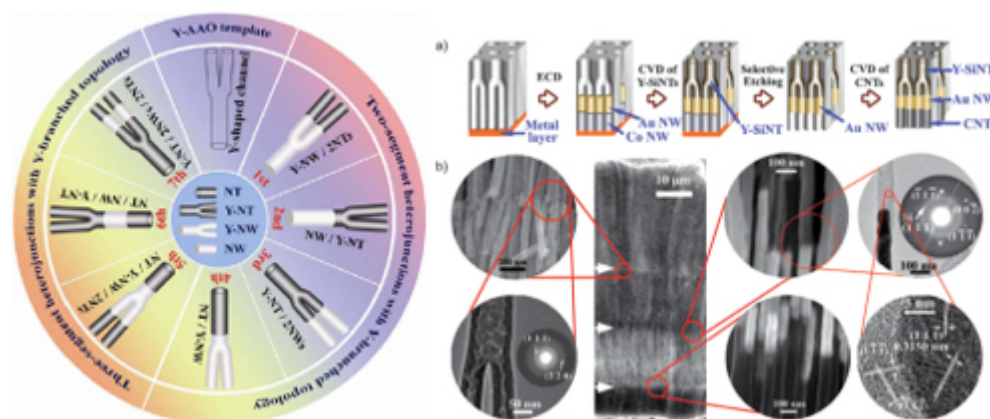 Y-AAO template
Y-shaped channel
Two-segment heterojunctions with Y-branched topology
Three-segment heterojunctions with Y-branched topology
1st
Y-NW / 2NTs
2nd
NW / Y-NT
3rd
Y-NT / 2NWs
4th
NT / Y-NW
5th
NT / Y-NW / 2NTs
6th
NT / NW / Y-NT
7th
Y-NT / 2NW / 2NTs
NT
Y-NT
Y-NW
NW
a)
ECD
CVD of
Y-SiNTs
Selective
Etching
CVD of
CNTs
Metal
layer
Au NW
Co NW
Y-SiNT
Au NW
Y-SiNT
Au NW
CNT
b)
10 μm
100 nm
100 nm
50 nm
100 nm
5 nm
0.3150 nm